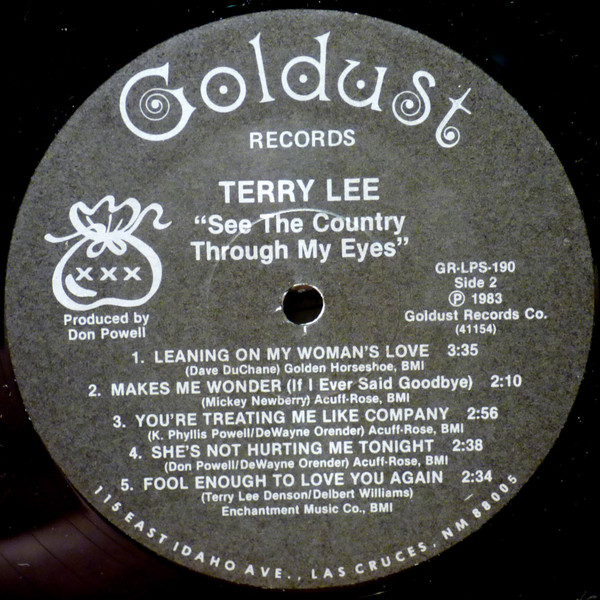 Goldust
RECORDS
TERRY LEE
"See The Country
Through My Eyes"
XXX
Produced by
Don Powell
GR-LPS-190
Side 2
Ⓟ 1983
Goldust Records Co.
(41154)
1. LEANING ON MY WOMAN'S LOVE 3:35
(Dave DuChane) Golden Horseshoe, BMI
2. MAKES ME WONDER (If I Ever Said Goodbye) 2:10
(Mickey Newberry) Acuff-Rose, BMI
3. YOU'RE TREATING ME LIKE COMPANY 2:56
(K. Phyllis Powell/DeWayne Orender) Acuff-Rose, BMI
4. SHE'S NOT HURTING ME TONIGHT 2:38
(Don Powell/DeWayne Orender) Acuff-Rose, BMI
5. FOOL ENOUGH TO LOVE YOU AGAIN 2:34
(Terry Lee Denson/Delbert Williams)
Enchantment Music Co., BMI
115 EAST IDAHO AVE., LAS CRUCES, NM 88005